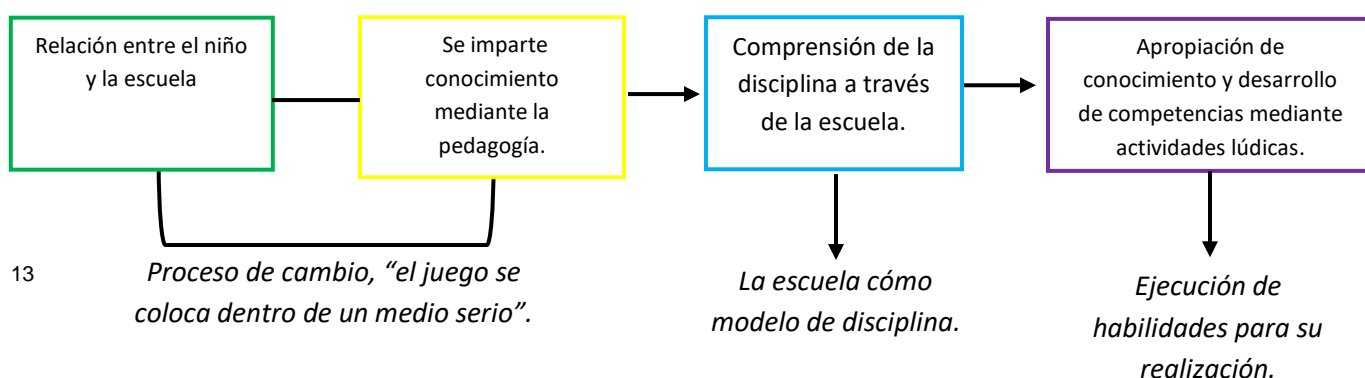 Relación entre el niño
y la escuela
Se imparte
conocimiento
mediante la
pedagogía.
Comprensión de la
disciplina a través
de la escuela.
Apropiación de
conocimiento y desarrollo
de competencias mediante
actividades lúdicas.
13
Proceso de cambio, “el juego se
coloca dentro de un medio serio”.
La escuela cómo
modelo de disciplina.
Ejecución de
habilidades para su
realización.